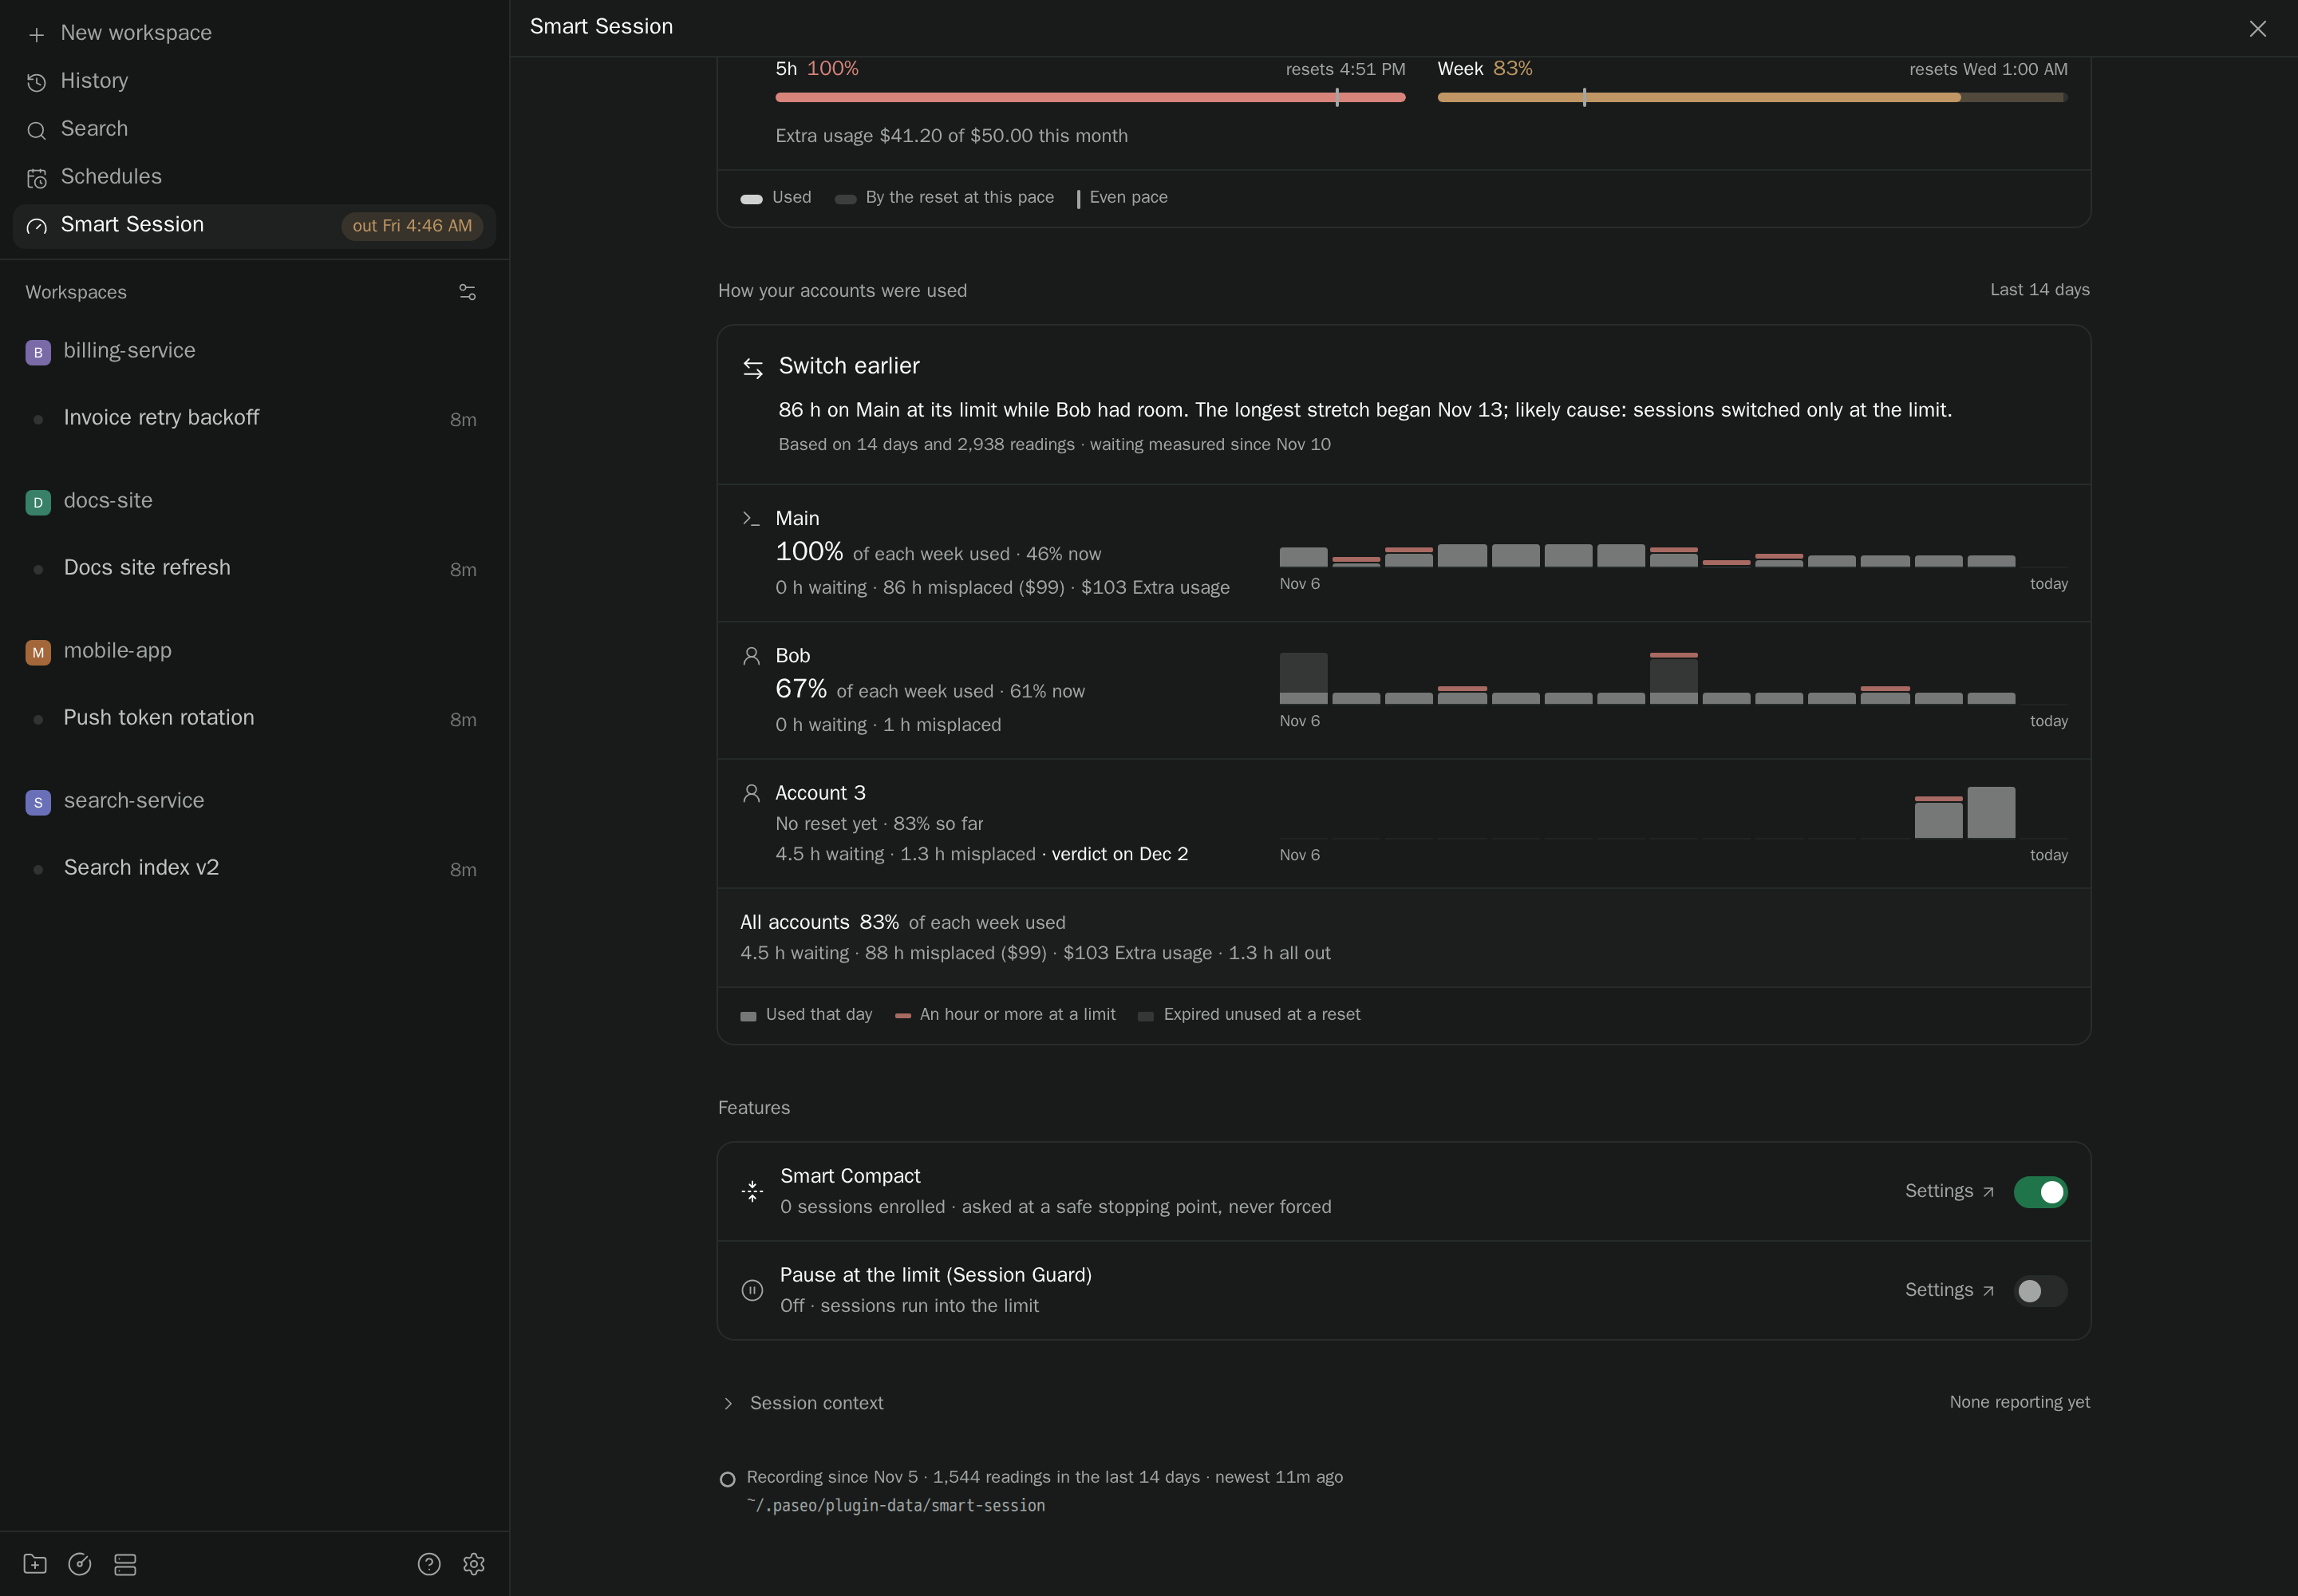 New workspace
History
Search
Schedules
Smart Session
out Fri 4:46 AM
Workspaces
B
billing-service
Invoice retry backoff
8m
D
docs-site
Docs site refresh
8m
M
mobile-app
Push token rotation
8m
S
search-service
Search index v2
8m
Smart Session
5h 100%
resets 4:51 PM
Week 83%
resets Wed 1:00 AM
Extra usage $41.20 of $50.00 this month
Used
By the reset at this pace
Even pace
How your accounts were used
Last 14 days
Switch earlier
86 h on Main at its limit while Bob had room. The longest stretch began Nov 13; likely cause: sessions switched only at the limit.
Based on 14 days and 2,938 readings · waiting measured since Nov 10
Main
100% of each week used · 46% now
0 h waiting · 86 h misplaced ($99) · $103 Extra usage
Nov 6
today
Bob
67% of each week used · 61% now
0 h waiting · 1 h misplaced
Nov 6
today
Account 3
No reset yet · 83% so far
4.5 h waiting · 1.3 h misplaced · verdict on Dec 2
Nov 6
today
All accounts 83% of each week used
4.5 h waiting · 88 h misplaced ($99) · $103 Extra usage · 1.3 h all out
Used that day
An hour or more at a limit
Expired unused at a reset
Features
Smart Compact
0 sessions enrolled · asked at a safe stopping point, never forced
Settings
Pause at the limit (Session Guard)
Off · sessions run into the limit
Settings
Session context
None reporting yet
Recording since Nov 5 · 1,544 readings in the last 14 days · newest 11m ago
~/.paseo/plugin-data/smart-session